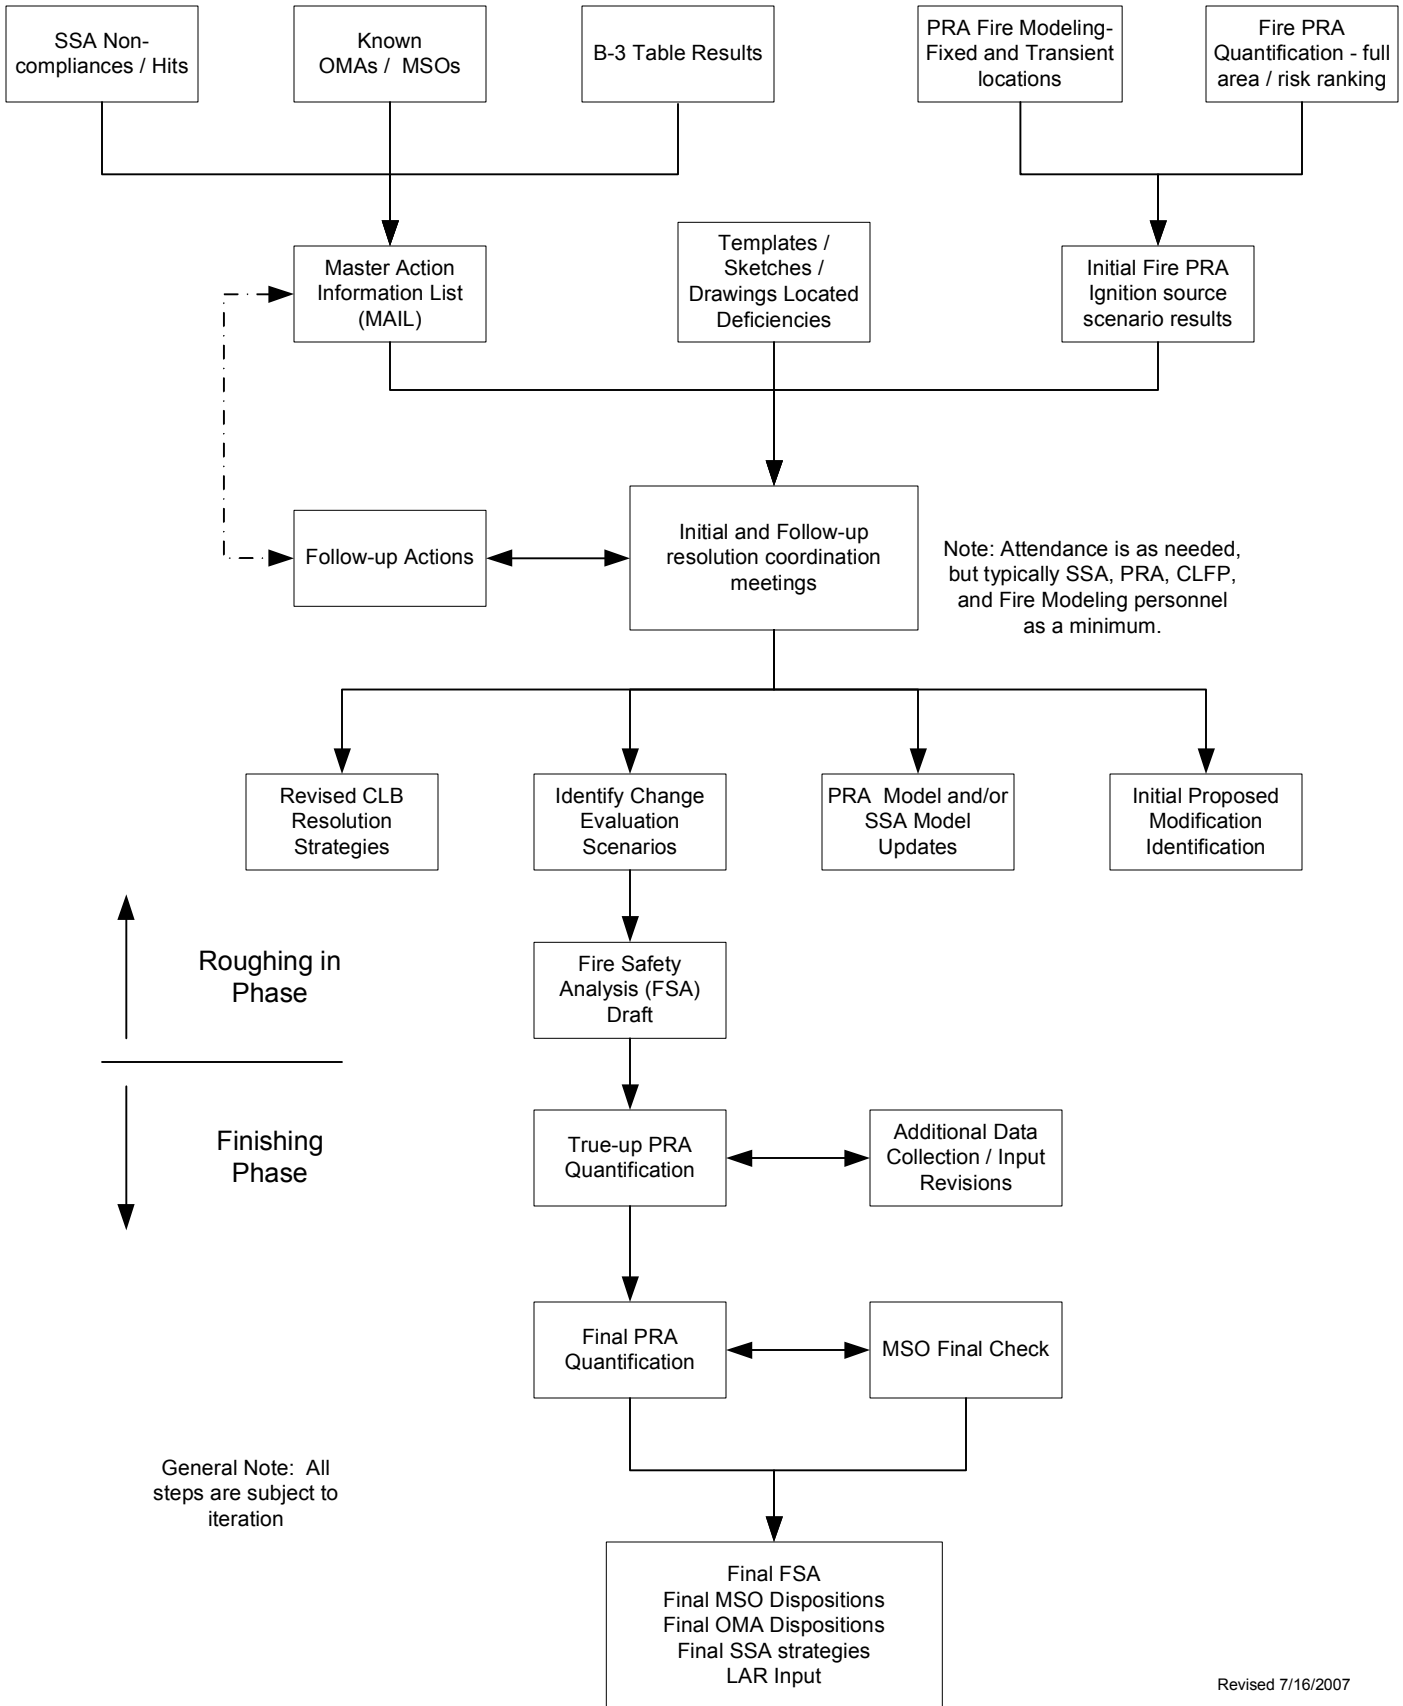 SSA Non-
compliances / Hits
Known
OMAs /  MSOs
B-3 Table Results
PRA Fire Modeling-
Fixed and Transient
locations
Fire PRA
Quantification - full
area / risk ranking
Master Action
Information List
(MAIL)
Templates /
Sketches /
Drawings Located
Deficiencies
Initial Fire PRA
Ignition source
scenario results
Follow-up Actions
Initial and Follow-up
resolution coordination
meetings
Note: Attendance is as needed,
but typically SSA, PRA, CLFP,
and Fire Modeling personnel
as a minimum.
Revised CLB
Resolution
Strategies
Identify Change
Evaluation
Scenarios
PRA  Model and/or
SSA Model
Updates
Initial Proposed
Modification
Identification
Roughing in
Phase
Fire Safety
Analysis (FSA)
Draft
Finishing
Phase
True-up PRA
Quantification
Additional Data
Collection / Input
Revisions
Final PRA
Quantification
MSO Final Check
General Note:  All
steps are subject to
iteration
Final FSA
Final MSO Dispositions
Final OMA Dispositions
Final SSA strategies
LAR Input
Revised 7/16/2007